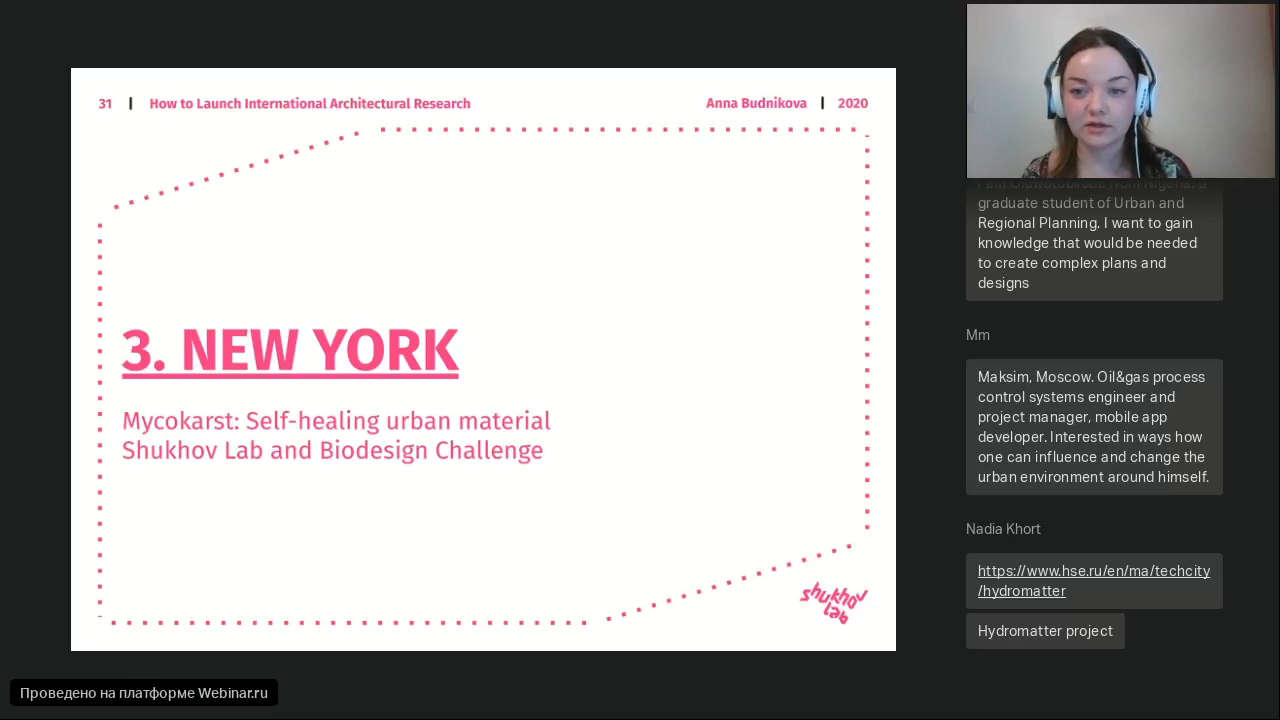 31 | How to Launch International Architectural Research
Anna Budnikova | 2020
3. NEW YORK
Mycokarst: Self-healing urban material
Shukhov Lab and Biodesign Challenge
shukhov
lab
from Nigeria, a
graduate student of Urban and
Regional Planning. I want to gain
knowledge that would be needed
to create complex plans and
designs
Mm
Maksim, Moscow. Oil&gas process
control systems engineer and
project manager, mobile app
developer. Interested in ways how
one can influence and change the
urban environment around himself.
Nadia Khort
https://www.hse.ru/en/ma/techcity
/hydromatter
Hydromatter project
Проведено на платформе Webinar.ru